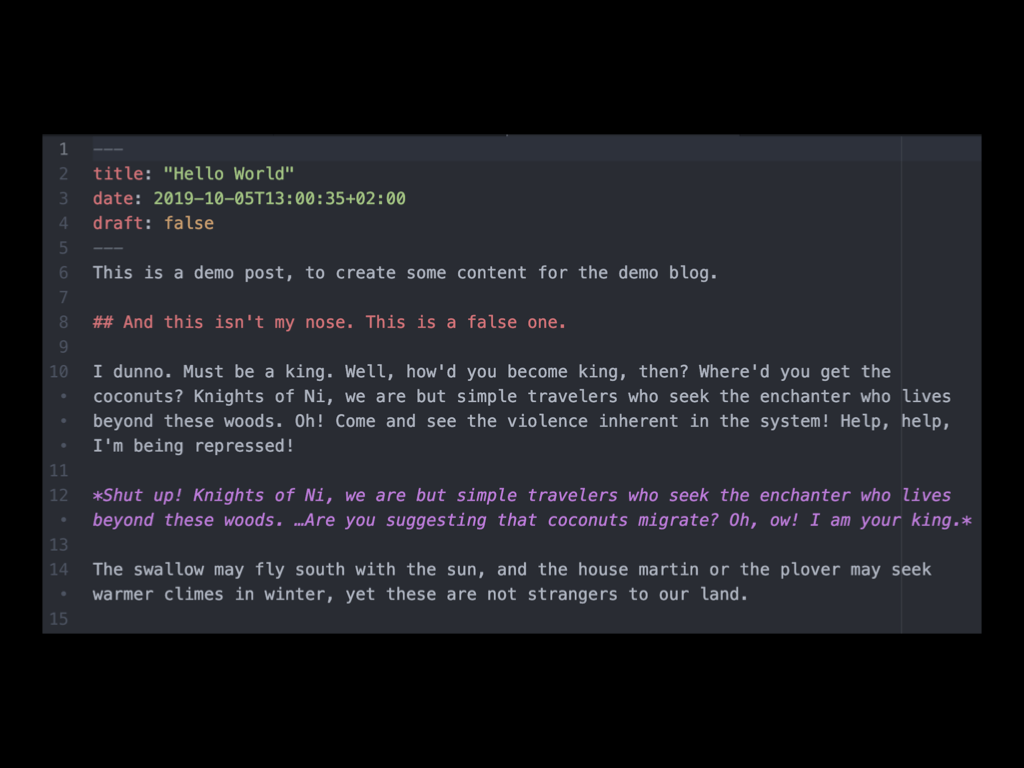 1 ---
2 title: "Hello World"
3 date: 2019-10-05T13:00:35+02:00
4 draft: false
5 ---
6 This is a demo post, to create some content for the demo blog.
7
8 ## And this isn't my nose. This is a false one.
9
10 I dunno. Must be a king. Well, how'd you become king, then? Where'd you get the
• coconuts? Knights of Ni, we are but simple travelers who seek the enchanter who lives
• beyond these woods. Oh! Come and see the violence inherent in the system! Help, help,
• I'm being repressed!
11
12 *Shut up! Knights of Ni, we are but simple travelers who seek the enchanter who lives
• beyond these woods. …Are you suggesting that coconuts migrate? Oh, ow! I am your king.*
13
14 The swallow may fly south with the sun, and the house martin or the plover may seek
• warmer climes in winter, yet these are not strangers to our land.
15